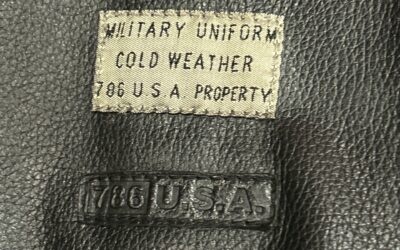 MILITARY UNIFORM
COLD WEATHER
786 U.S.A. PROPERTY
786 U.S.A.